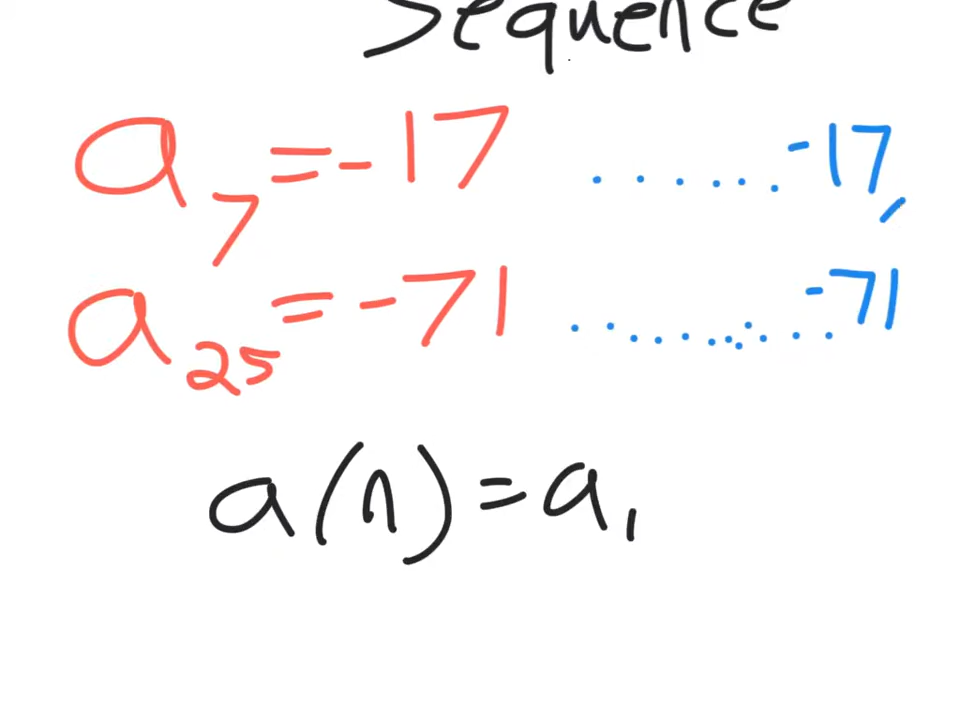 Sequence
a₇ = -17 ...... -17,
a₂₅ = -71 ............ -71
a(n) = a₁